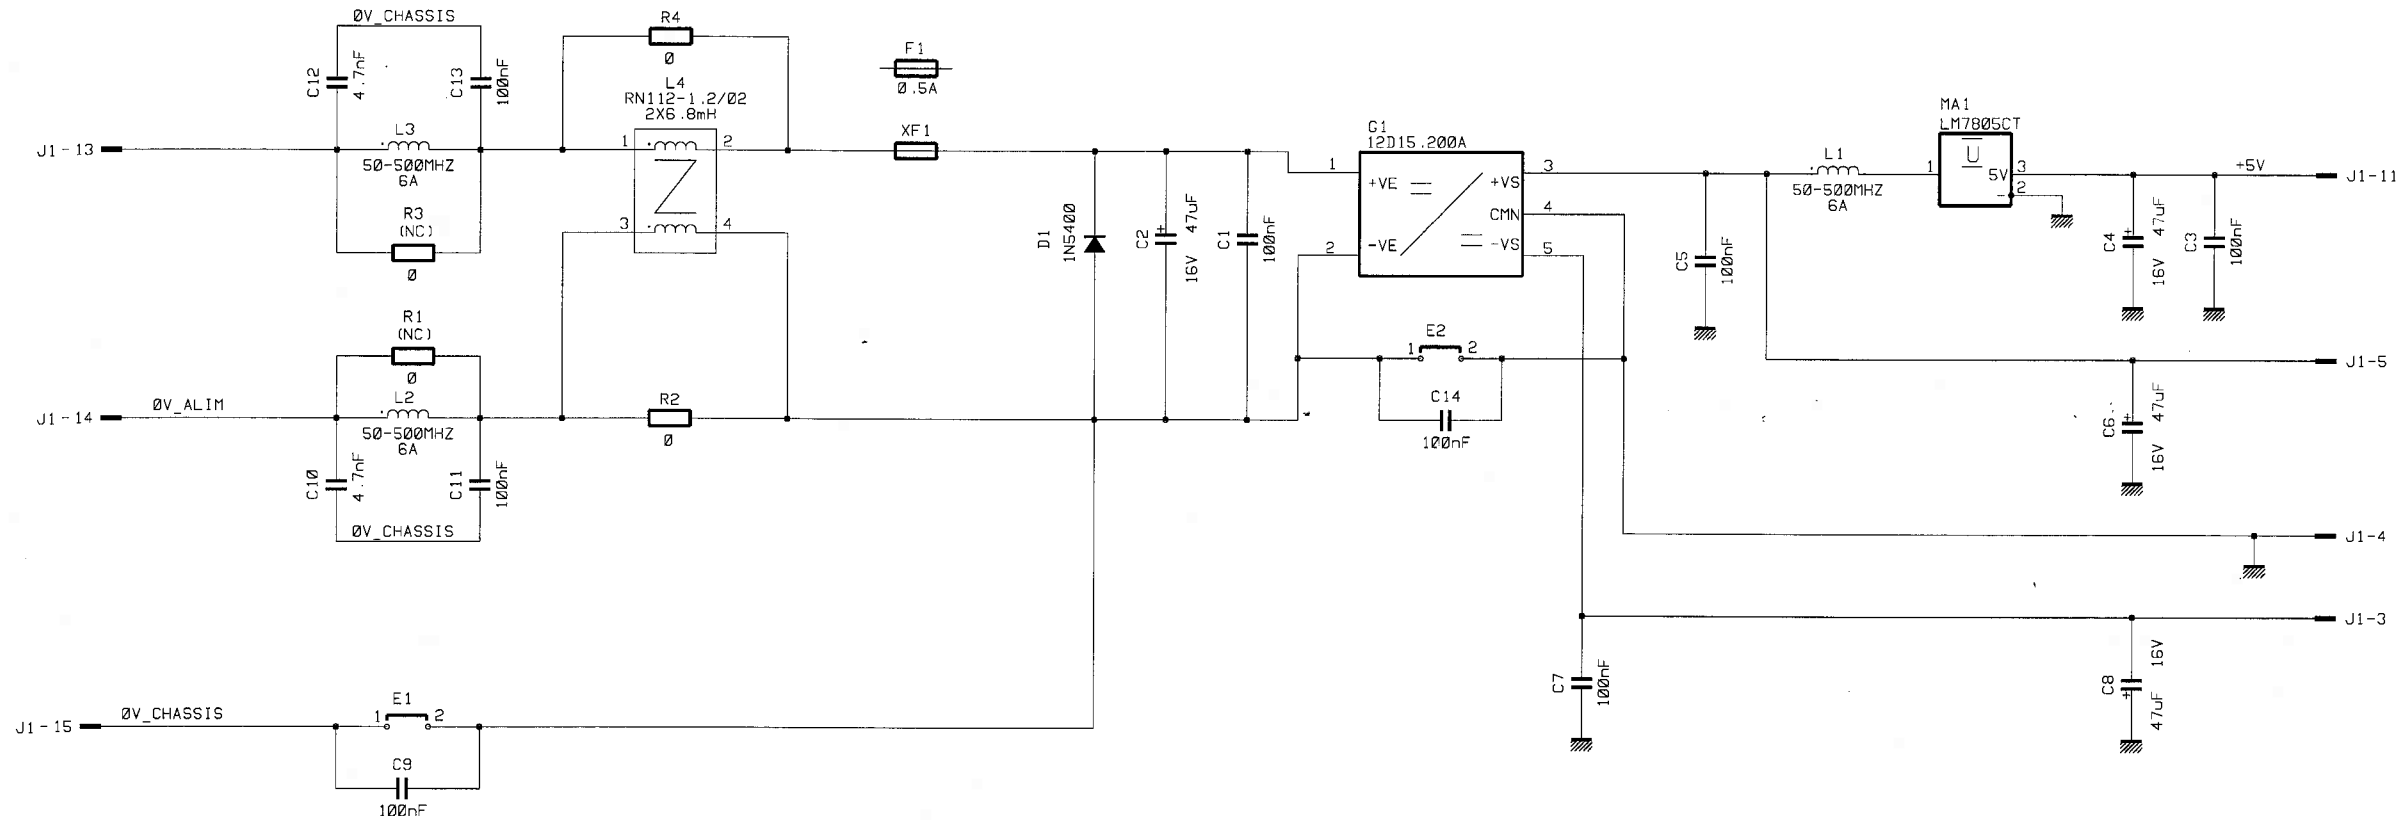 0V_CHASSIS
C12
4.7nF
C13
100nF
J1-13
L3
50-500MHZ
6A
R3
(NC)
0
R4
0
L4
RN112-1.2/02
2X6.8mH
1
2
3
4
F1
0.5A
XF1
R1
(NC)
0
J1-14
0V_ALIM
L2
50-500MHZ
6A
C10
4.7nF
C11
100nF
0V_CHASSIS
R2
0
D1
1N5400
C2
+
47uF
16V
C1
100nF
G1
12D15.200A
1
+VE
2
-VE
+VS
3
CMN
4
-VS
5
E2
1
2
C14
100nF
C5
100nF
L1
50-500MHZ
6A
MA1
LM7805CT
1
U
5V
3
-
2
+5V
J1-11
C4
+
47uF
16V
C3
100nF
J1-5
C6
+
47uF
16V
J1-4
J1-3
C7
100nF
C8
+
16V
47uF
J1-15
0V_CHASSIS
E1
1
2
C9
100nF